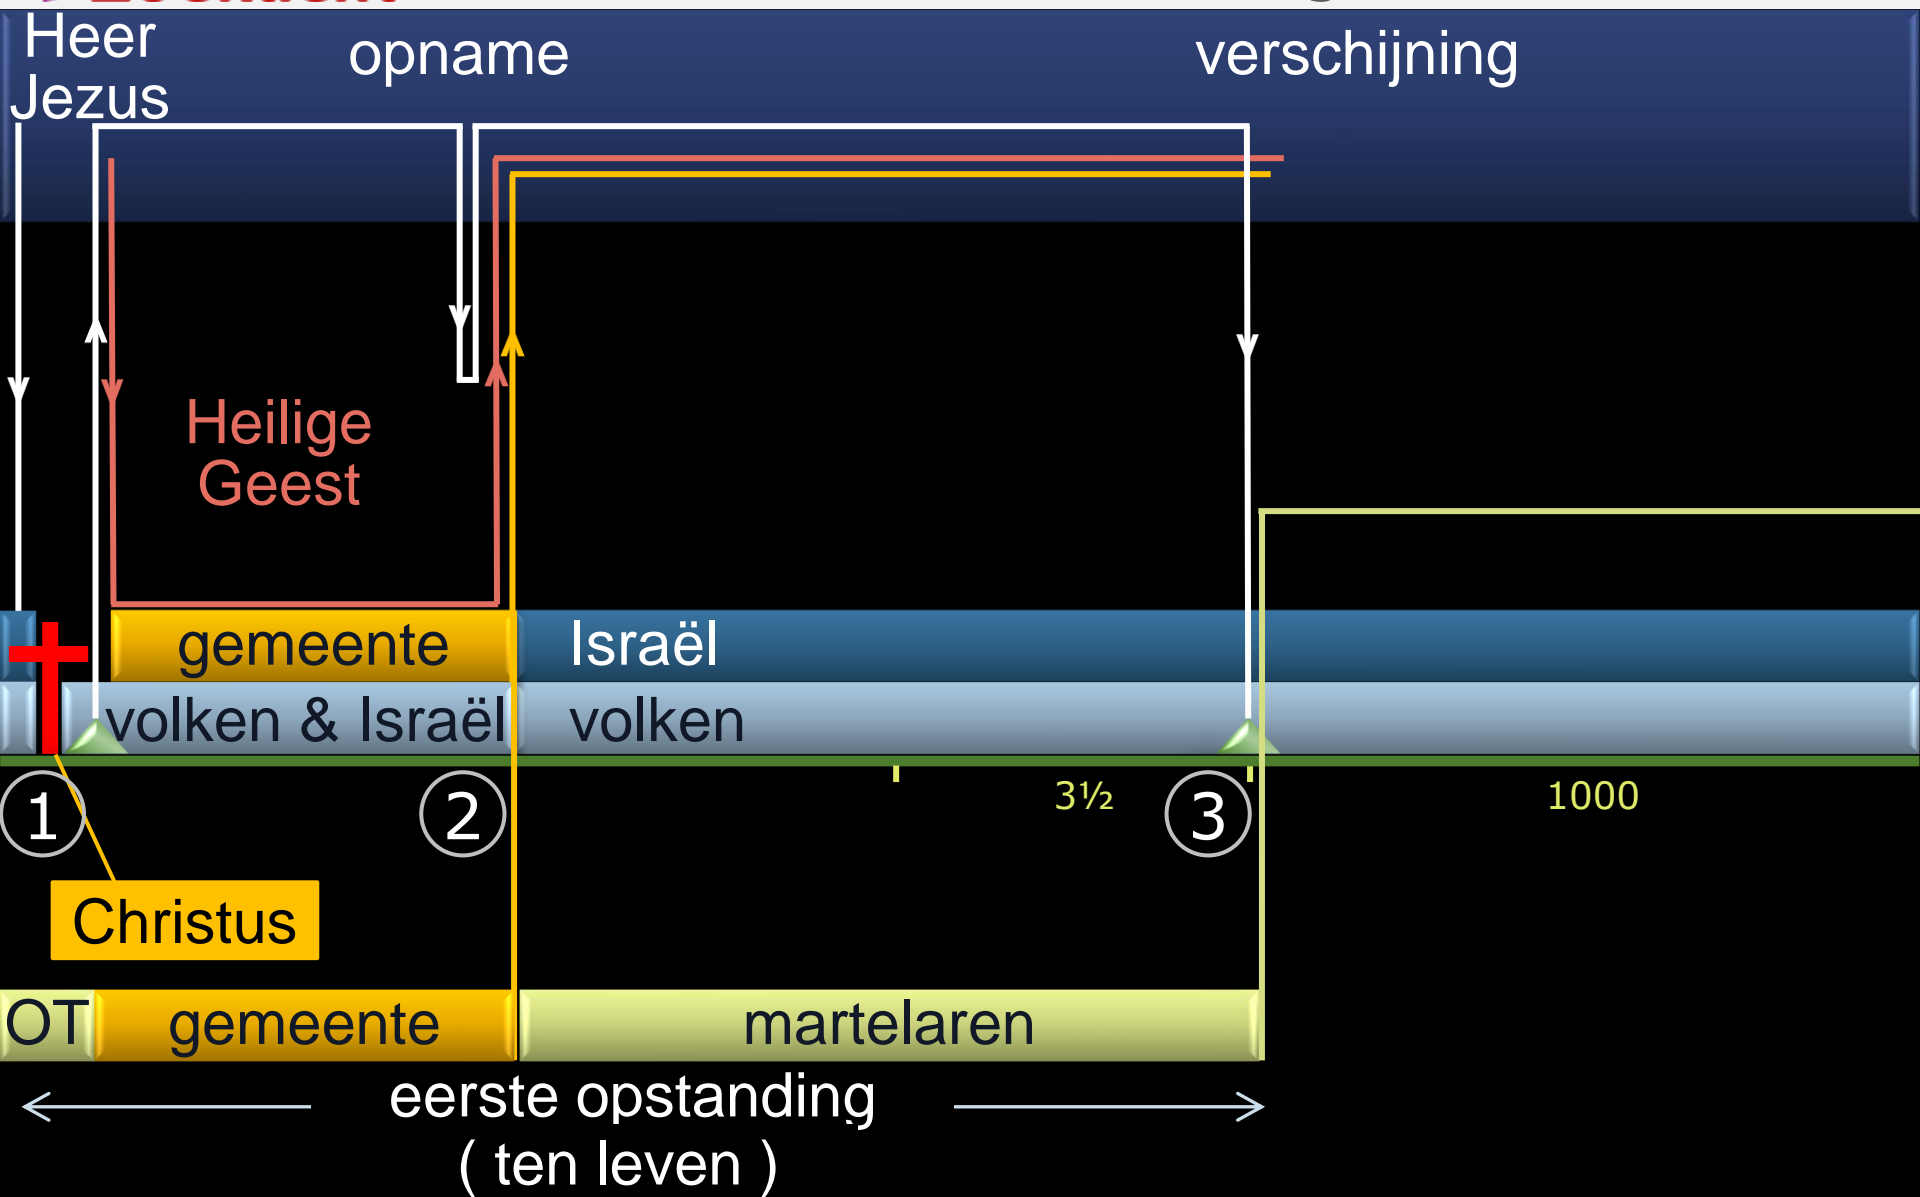 Heer
Jezus
opname
verschijning
Heilige
Geest
gemeente
Israël
volken & Israël
volken
3½
1000
1
2
3
Christus
OT
gemeente
martelaren
eerste opstanding
( ten leven )